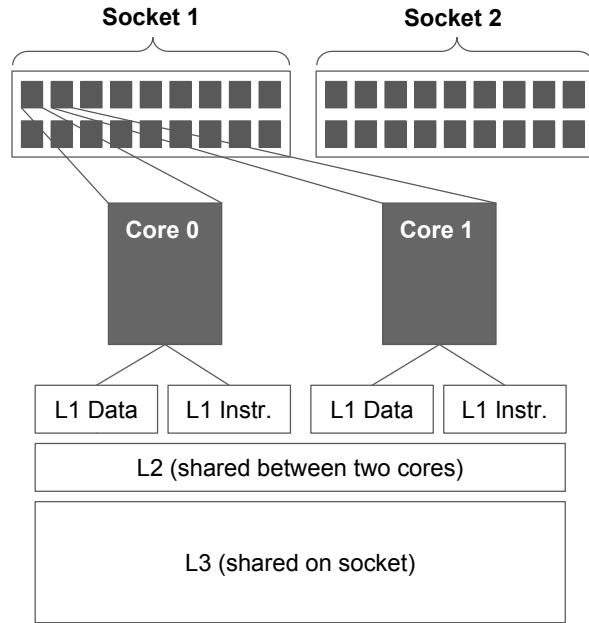 Socket 1 Socket 2
Core 0 Core 1
L1 Data L1 Instr. L1 Data L1 Instr.
L2 (shared between two cores)
L3 (shared on socket)